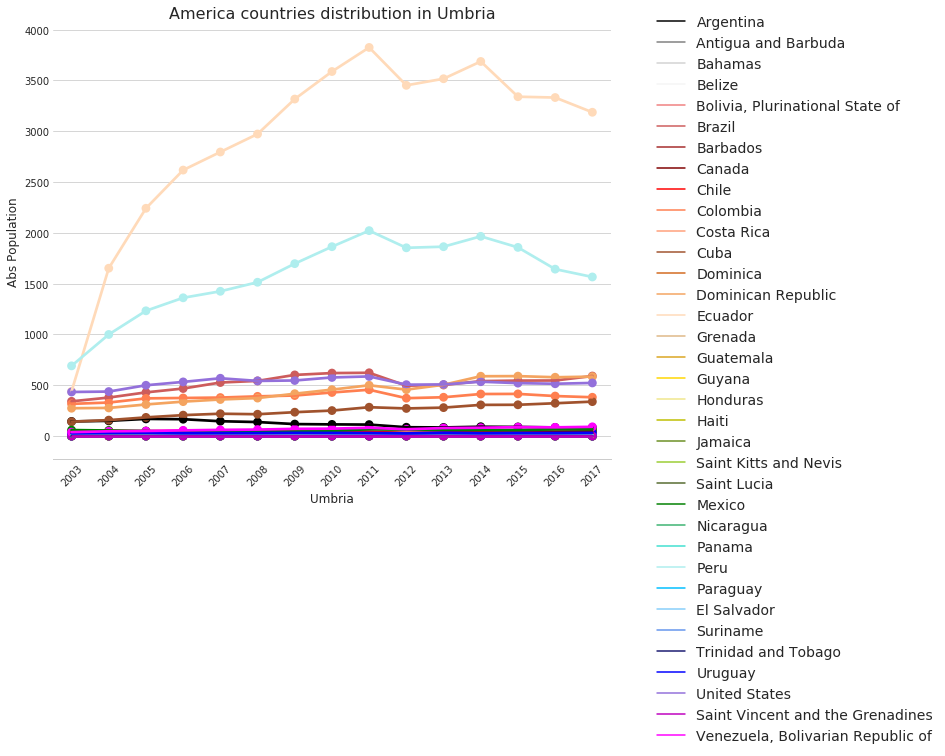 America countries distribution in Umbria
Abs Population
4000
3500
3000
2500
2000
1500
1000
500
0
2003
2004
2005
2006
2007
2008
2009
2010
2011
2012
2013
2014
2015
2016
2017
Umbria
Argentina
Antigua and Barbuda
Bahamas
Belize
Bolivia, Plurinational State of
Brazil
Barbados
Canada
Chile
Colombia
Costa Rica
Cuba
Dominica
Dominican Republic
Ecuador
Grenada
Guatemala
Guyana
Honduras
Haiti
Jamaica
Saint Kitts and Nevis
Saint Lucia
Mexico
Nicaragua
Panama
Peru
Paraguay
El Salvador
Suriname
Trinidad and Tobago
Uruguay
United States
Saint Vincent and the Grenadines
Venezuela, Bolivarian Republic of